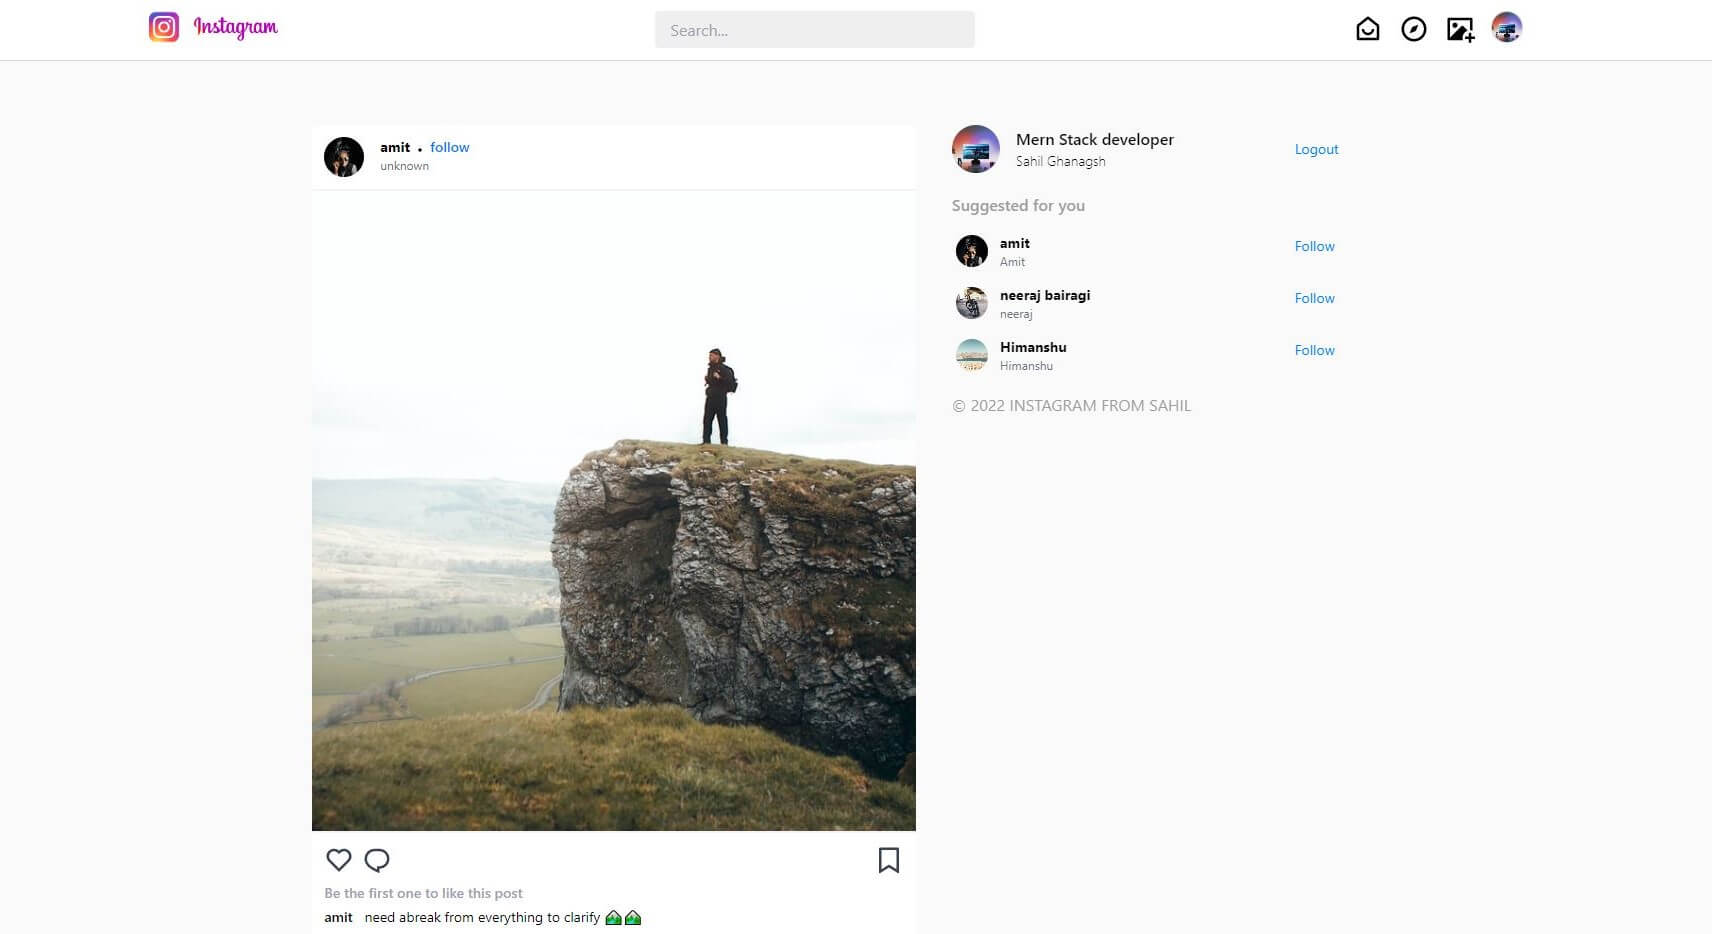 Instagram
Search...
amit • follow
unknown
Be the first one to like this post
amit need abreak from everything to clarify
Mern Stack developer
Sahil Ghanagsh
Logout
Suggested for you
amit
Amit
Follow
neeraj bairagi
neeraj
Follow
Himanshu
Himanshu
Follow
© 2022 INSTAGRAM FROM SAHIL